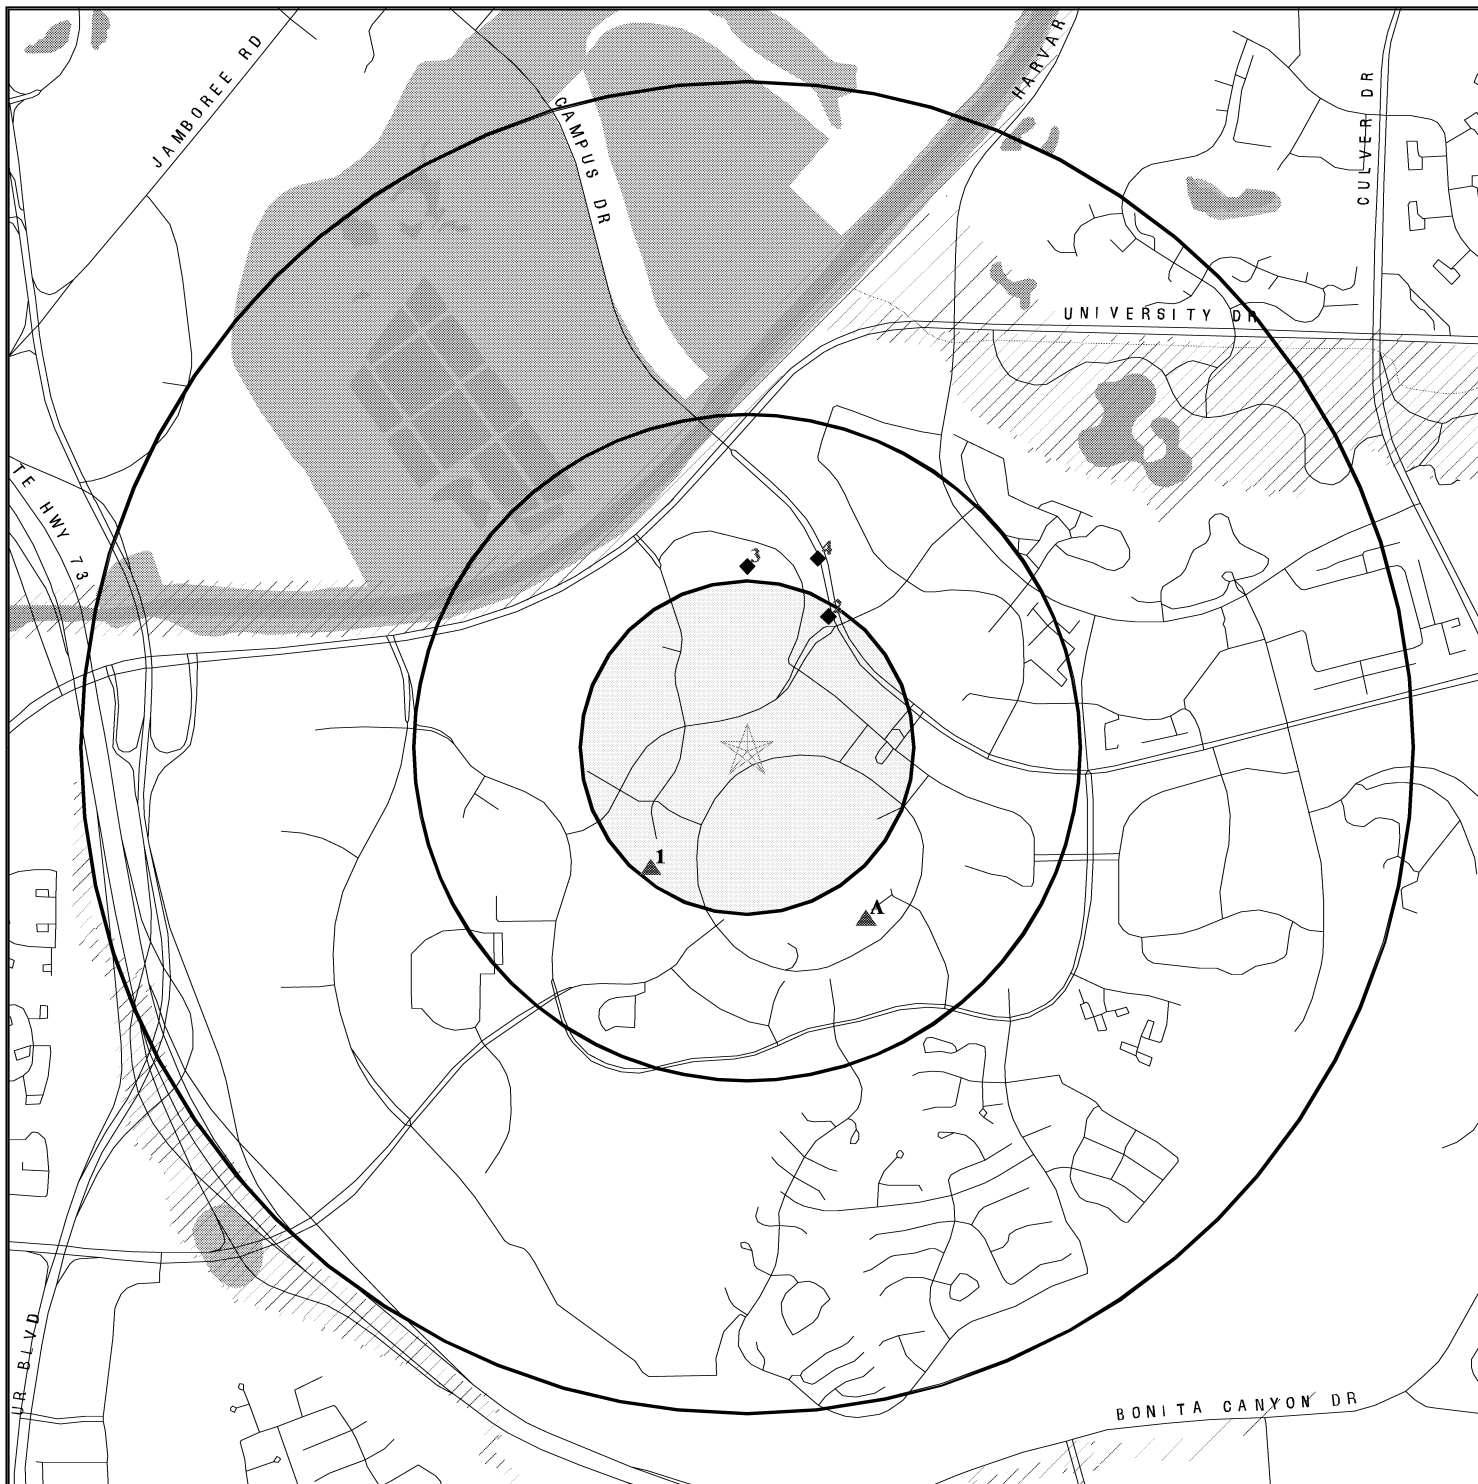 JAMBOREE RD
CAMPUS DR
HARVAR
CULVER DR
UNIVERSITY DR
TE HWY 73
3
4
2
1
A
UR BLVD
BONITA CANYON DR